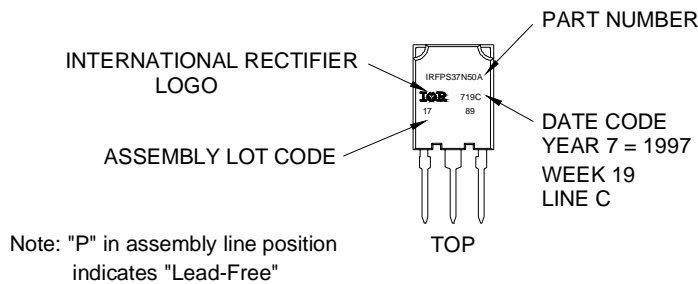 PART NUMBER
INTERNATIONAL RECTIFIER
LOGO
IRFPS37N50A
IOR 719C
17 89
ASSEMBLY LOT CODE
DATE CODE
YEAR 7 = 1997
WEEK 19
LINE C
TOP
Note: "P" in assembly line position
indicates "Lead-Free"